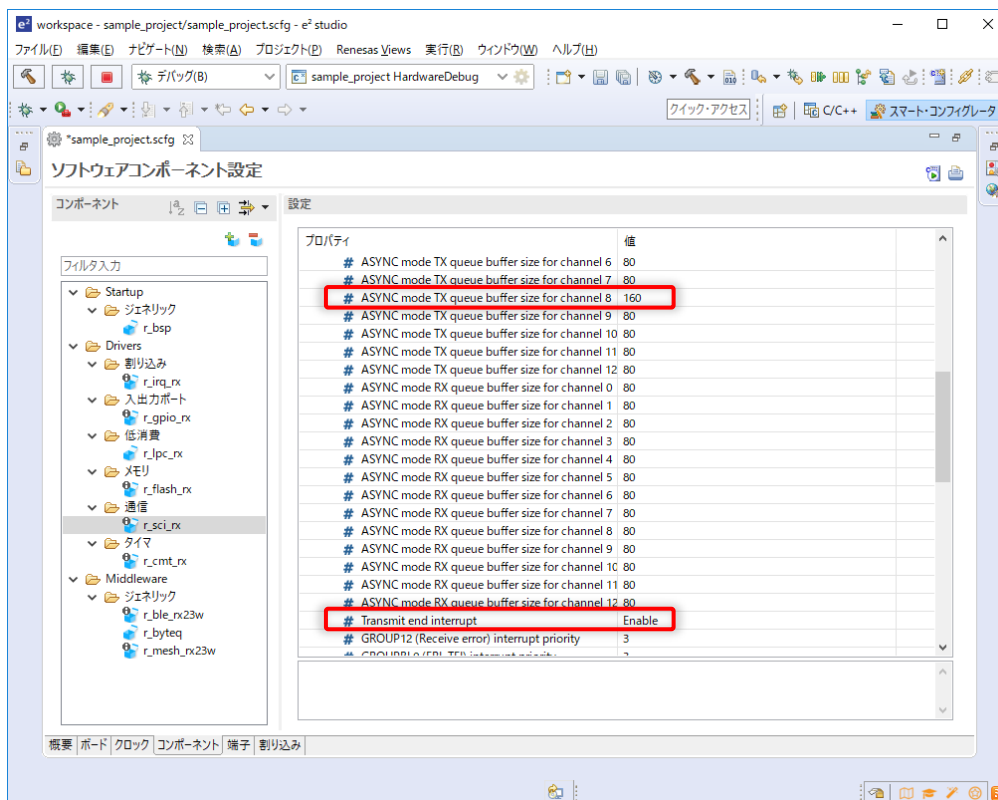 workspace - sample_project/sample_project.scfg - e² studio
ファイル(F) 編集(E) ナビゲート(N) 検索(A) プロジェクト(P) Renesas Views 実行(R) ウィンドウ(W) ヘルプ(H)
デバッグ(B) sample_project HardwareDebug
クイック・アクセス C/C++ スマート・コンフィグレータ
*sample_project.scfg
ソフトウェアコンポーネント設定
コンポーネント
設定
フィルタ入力
Startup
ジェネリック
r_bsp
Drivers
割り込み
r_irq_rx
入出力ポート
r_gpio_rx
低消費
r_lpc_rx
メモリ
r_flash_rx
通信
r_sci_rx
タイマ
r_cmt_rx
Middleware
ジェネリック
r_ble_rx23w
r_byteq
r_mesh_rx23w
プロパティ 値
# ASYNC mode TX queue buffer size for channel 6 80
# ASYNC mode TX queue buffer size for channel 7 80
# ASYNC mode TX queue buffer size for channel 8 160
# ASYNC mode TX queue buffer size for channel 9 80
# ASYNC mode TX queue buffer size for channel 10 80
# ASYNC mode TX queue buffer size for channel 11 80
# ASYNC mode TX queue buffer size for channel 12 80
# ASYNC mode RX queue buffer size for channel 0 80
# ASYNC mode RX queue buffer size for channel 1 80
# ASYNC mode RX queue buffer size for channel 2 80
# ASYNC mode RX queue buffer size for channel 3 80
# ASYNC mode RX queue buffer size for channel 4 80
# ASYNC mode RX queue buffer size for channel 5 80
# ASYNC mode RX queue buffer size for channel 6 80
# ASYNC mode RX queue buffer size for channel 7 80
# ASYNC mode RX queue buffer size for channel 8 80
# ASYNC mode RX queue buffer size for channel 9 80
# ASYNC mode RX queue buffer size for channel 10 80
# ASYNC mode RX queue buffer size for channel 11 80
# ASYNC mode RX queue buffer size for channel 12 80
# Transmit end interrupt Enable
# GROUP12 (Receive error) interrupt priority 3
概要 ボード クロック コンポーネント 端子 割り込み